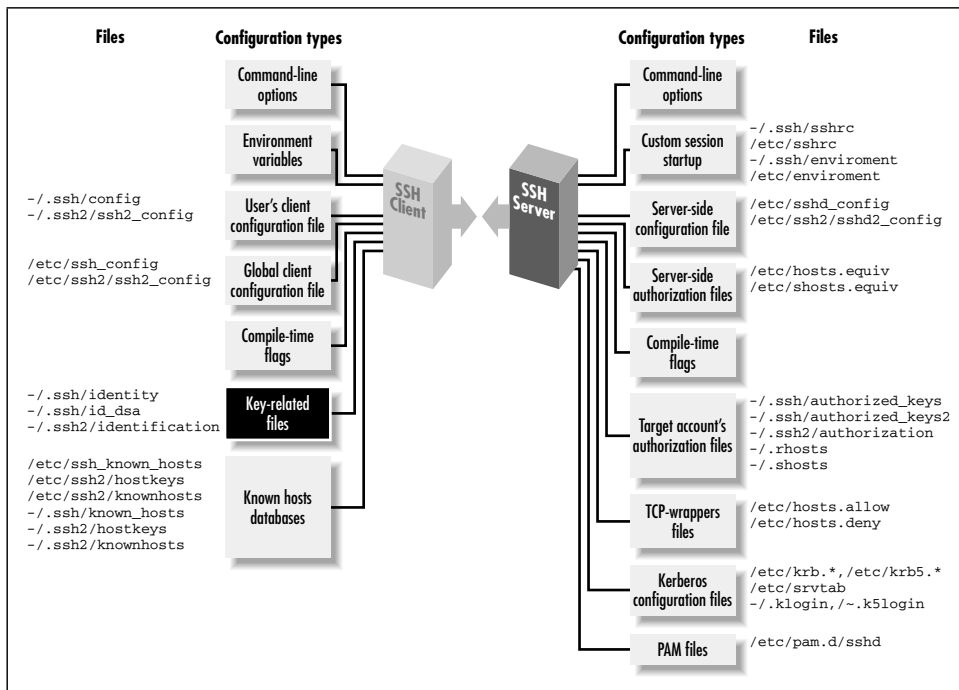 Files
Configuration types
Command-line
options
Environment
variables
-/.ssh/config
-/.ssh2/ssh2_config
User's client
configuration file
/etc/ssh_config
/etc/ssh2/ssh2_config
Global client
configuration file
Compile-time
flags
-/.ssh/identity
-/.ssh/id_dsa
-/.ssh2/identification
Key-related
files
/etc/ssh_known_hosts
/etc/ssh2/hostkeys
/etc/ssh2/knownhosts
-/.ssh/known_hosts
-/.ssh2/hostkeys
-/.ssh2/knownhosts
Known hosts
databases
SSH
Client
SSH
Server
Configuration types
Files
Command-line
options
Custom session
startup
-/.ssh/sshrc
/etc/sshrc
-/.ssh/enviroment
/etc/enviroment
Server-side
configuration file
/etc/sshd_config
/etc/ssh2/sshd2_config
Server-side
authorization files
/etc/hosts.equiv
/etc/shosts.equiv
Compile-time
flags
Target account's
authorization files
-/.ssh/authorized_keys
-/.ssh/authorized_keys2
-/.ssh2/authorization
-/.rhosts
-/.shosts
TCP-wrappers
files
/etc/hosts.allow
/etc/hosts.deny
Kerberos
configuration files
/etc/krb.*,/etc/krb5.*
/etc/srvtab
-/.klogin,/~.k5login
PAM files
/etc/pam.d/sshd